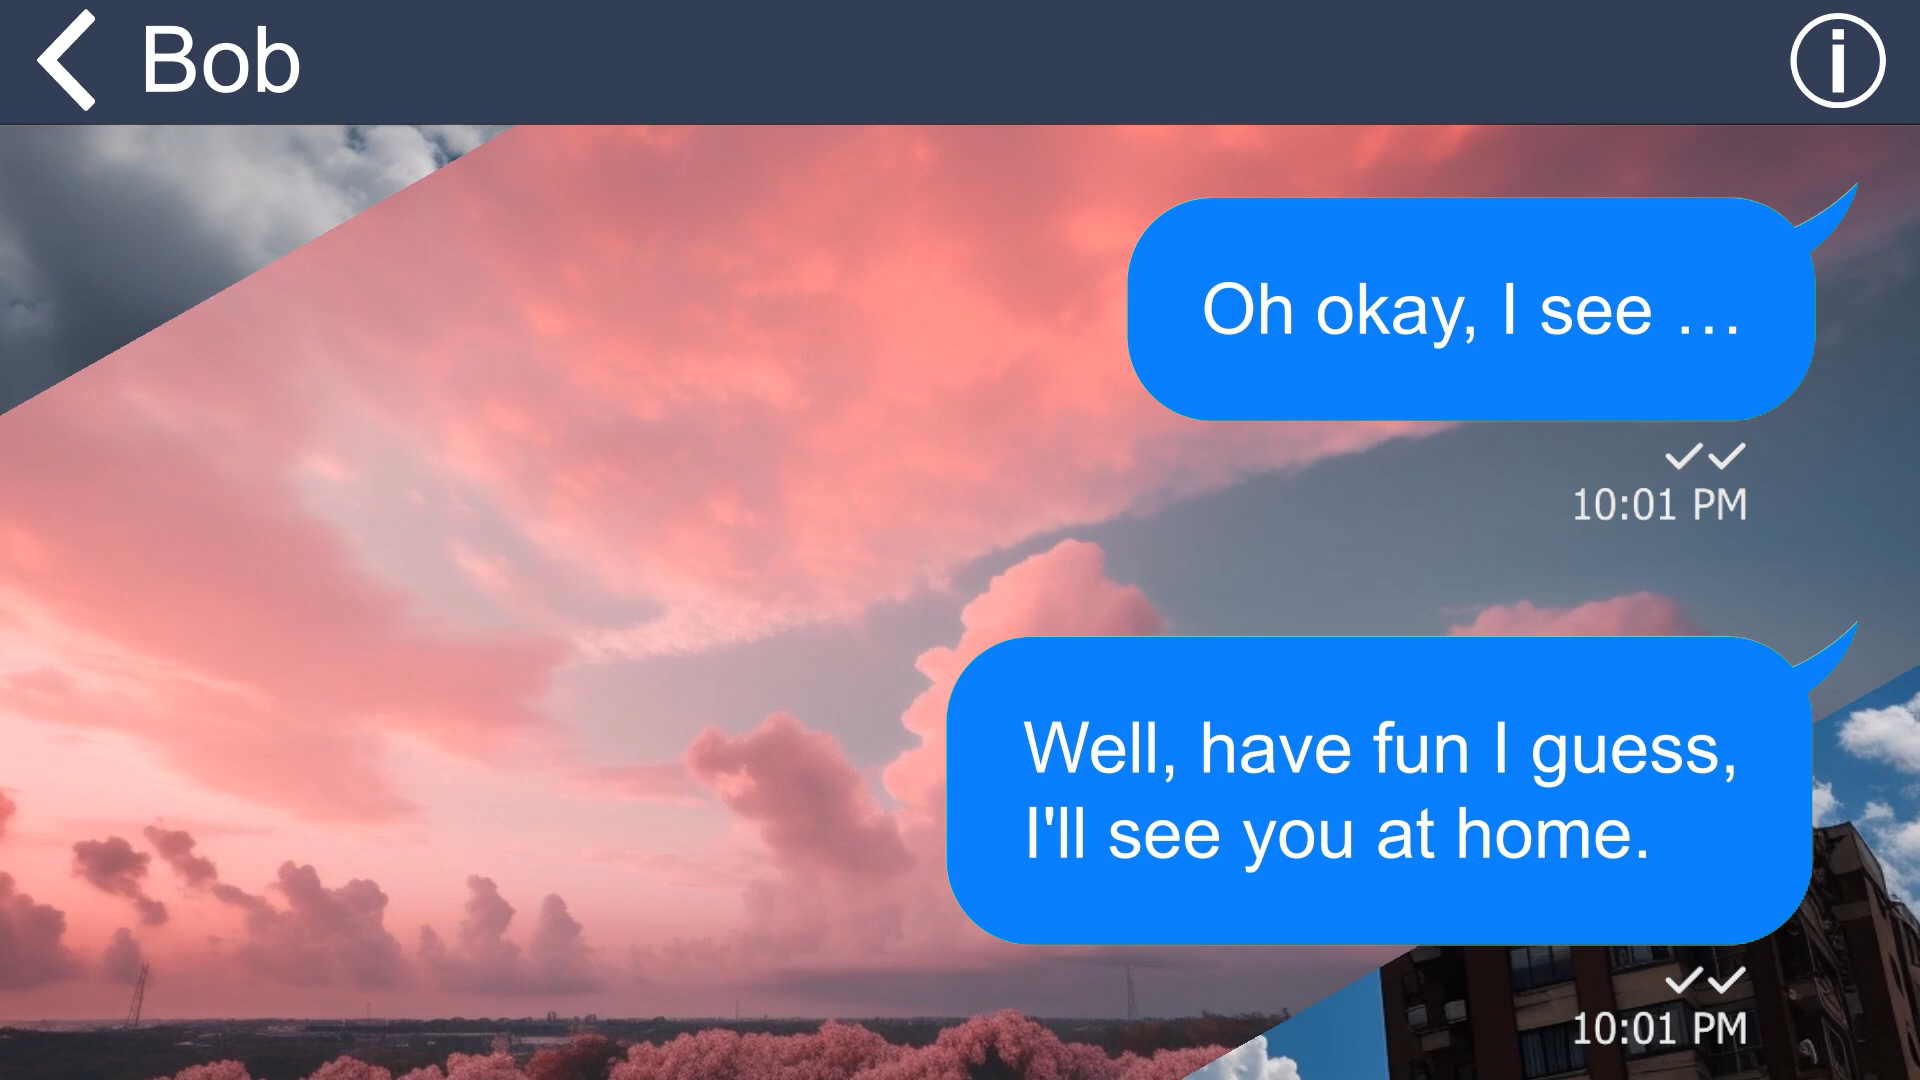 Bob
Oh okay, I see …
10:01 PM
Well, have fun I guess,
I'll see you at home.
10:01 PM